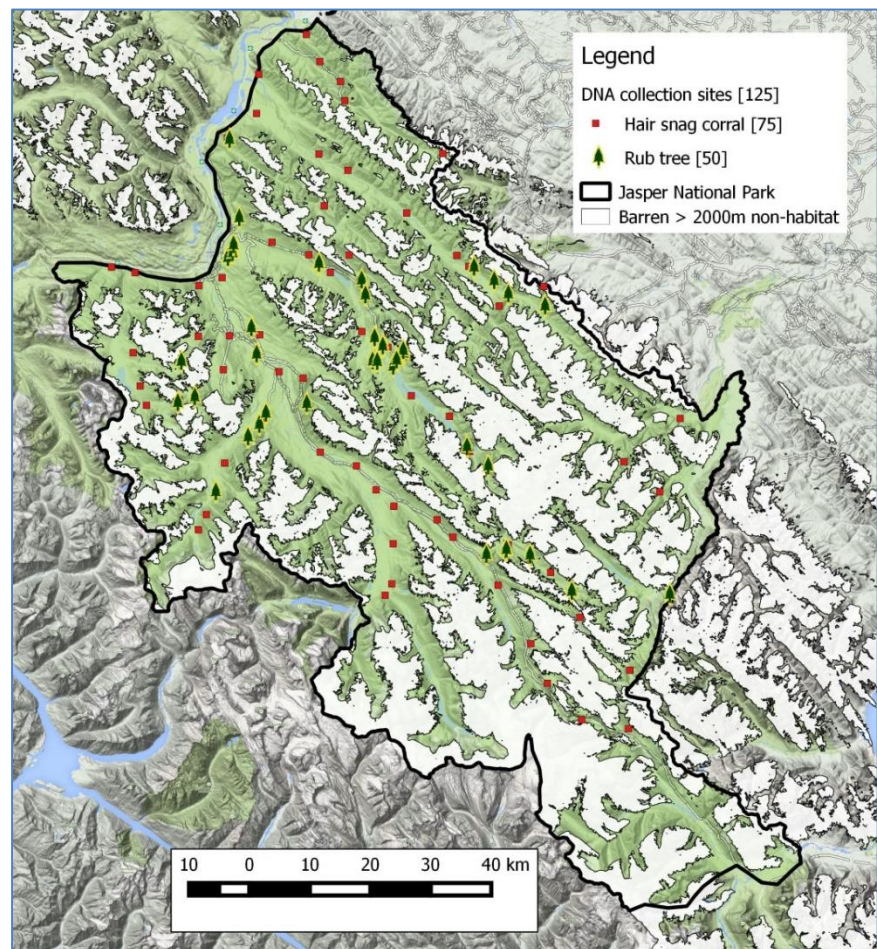 Legend
DNA collection sites [125]
Hair snag corral [75]
Rub tree [50]
Jasper National Park
Barren > 2000m non-habitat
10 0 10 20 30 40 km